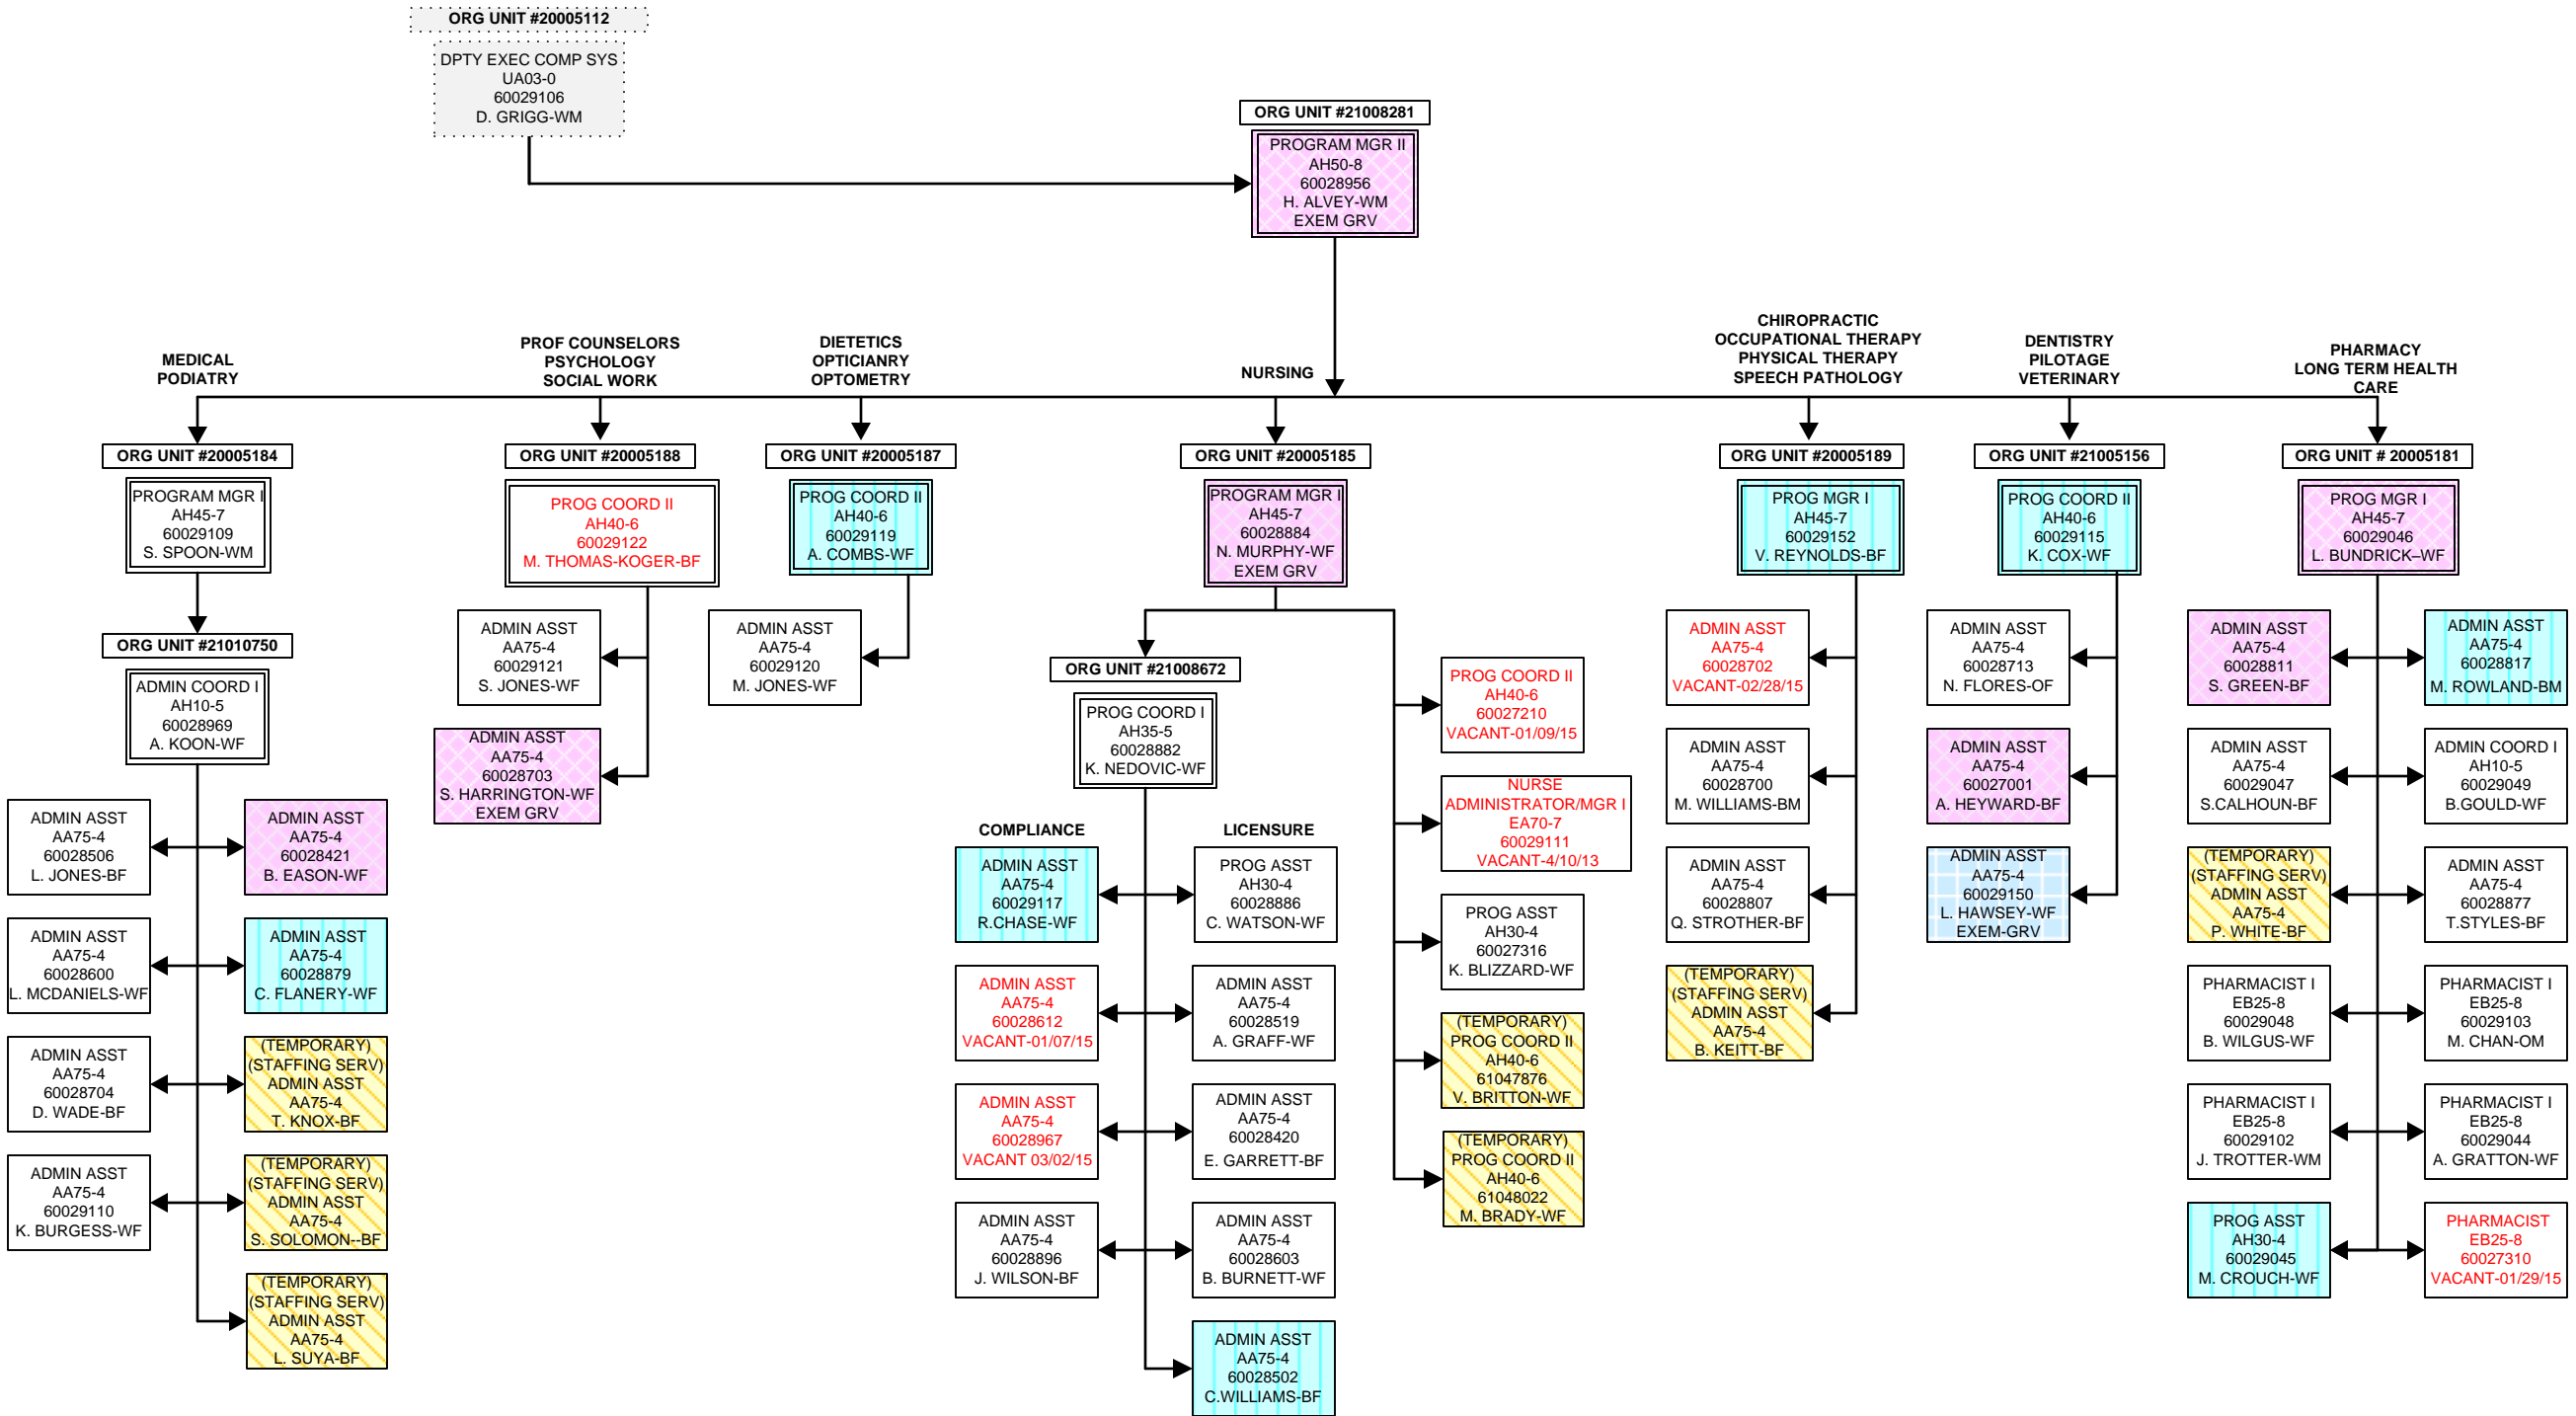 ORG UNIT #20005112
DPTY EXEC COMP SYS
UA03-0
60029106
D. GRIGG-WM
ORG UNIT #21008281
PROGRAM MGR II
AH50-8
60028956
H. ALVEY-WM
EXEM GRV
MEDICAL
PODIATRY
ORG UNIT #20005184
PROGRAM MGR I
AH45-7
60029109
S. SPOON-WM
ORG UNIT #21010750
ADMIN COORD I
AH10-5
60028969
A. KOON-WF
ADMIN ASST
AA75-4
60028506
L. JONES-BF
ADMIN ASST
AA75-4
60028421
B. EASON-WF
ADMIN ASST
AA75-4
60028600
L. MCDANIELS-WF
ADMIN ASST
AA75-4
60028879
C. FLANERY-WF
ADMIN ASST
AA75-4
60028704
D. WADE-BF
(TEMPORARY)
(STAFFING SERV)
ADMIN ASST
AA75-4
T. KNOX-BF
ADMIN ASST
AA75-4
60029110
K. BURGESS-WF
(TEMPORARY)
(STAFFING SERV)
ADMIN ASST
AA75-4
S. SOLOMON--BF
(TEMPORARY)
(STAFFING SERV)
ADMIN ASST
AA75-4
L. SUYA-BF
PROF COUNSELORS
PSYCHOLOGY
SOCIAL WORK
ORG UNIT #20005188
PROG COORD II
AH40-6
60029122
M. THOMAS-KOGER-BF
ADMIN ASST
AA75-4
60029121
S. JONES-WF
ADMIN ASST
AA75-4
60028703
S. HARRINGTON-WF
EXEM GRV
DIETETICS
OPTICIANRY
OPTOMETRY
ORG UNIT #20005187
PROG COORD II
AH40-6
60029119
A. COMBS-WF
ADMIN ASST
AA75-4
60029120
M. JONES-WF
NURSING
ORG UNIT #20005185
PROGRAM MGR I
AH45-7
60028884
N. MURPHY-WF
EXEM GRV
ORG UNIT #21008672
PROG COORD I
AH35-5
60028882
K. NEDOVIC-WF
COMPLIANCE
LICENSURE
ADMIN ASST
AA75-4
60029117
R.CHASE-WF
PROG ASST
AH30-4
60028886
C. WATSON-WF
ADMIN ASST
AA75-4
60028612
VACANT-01/07/15
ADMIN ASST
AA75-4
60028519
A. GRAFF-WF
ADMIN ASST
AA75-4
60028967
VACANT 03/02/15
ADMIN ASST
AA75-4
60028420
E. GARRETT-BF
ADMIN ASST
AA75-4
60028896
J. WILSON-BF
ADMIN ASST
AA75-4
60028603
B. BURNETT-WF
ADMIN ASST
AA75-4
60028502
C.WILLIAMS-BF
PROG COORD II
AH40-6
60027210
VACANT-01/09/15
NURSE
ADMINISTRATOR/MGR I
EA70-7
60029111
VACANT-4/10/13
PROG ASST
AH30-4
60027316
K. BLIZZARD-WF
(TEMPORARY)
PROG COORD II
AH40-6
61047876
V. BRITTON-WF
(TEMPORARY)
PROG COORD II
AH40-6
61048022
M. BRADY-WF
CHIROPRACTIC
OCCUPATIONAL THERAPY
PHYSICAL THERAPY
SPEECH PATHOLOGY
ORG UNIT #20005189
PROG MGR I
AH45-7
60029152
V. REYNOLDS-BF
ADMIN ASST
AA75-4
60028702
VACANT-02/28/15
ADMIN ASST
AA75-4
60028700
M. WILLIAMS-BM
ADMIN ASST
AA75-4
60028807
Q. STROTHER-BF
(TEMPORARY)
(STAFFING SERV)
ADMIN ASST
AA75-4
B. KEITT-BF
DENTISTRY
PILOTAGE
VETERINARY
ORG UNIT #21005156
PROG COORD II
AH40-6
60029115
K. COX-WF
ADMIN ASST
AA75-4
60028713
N. FLORES-OF
ADMIN ASST
AA75-4
60027001
A. HEYWARD-BF
ADMIN ASST
AA75-4
60029150
L. HAWSEY-WF
EXEM-GRV
PHARMACY
LONG TERM HEALTH
CARE
ORG UNIT # 20005181
PROG MGR I
AH45-7
60029046
L. BUNDRICK–WF
ADMIN ASST
AA75-4
60028811
S. GREEN-BF
ADMIN ASST
AA75-4
60028817
M. ROWLAND-BM
ADMIN ASST
AA75-4
60029047
S.CALHOUN-BF
ADMIN COORD I
AH10-5
60029049
B.GOULD-WF
(TEMPORARY)
(STAFFING SERV)
ADMIN ASST
AA75-4
P. WHITE-BF
ADMIN ASST
AA75-4
60028877
T.STYLES-BF
PHARMACIST I
EB25-8
60029048
B. WILGUS-WF
PHARMACIST I
EB25-8
60029103
M. CHAN-OM
PHARMACIST I
EB25-8
60029102
J. TROTTER-WM
PHARMACIST I
EB25-8
60029044
A. GRATTON-WF
PROG ASST
AH30-4
60029045
M. CROUCH-WF
PHARMACIST
EB25-8
60027310
VACANT-01/29/15